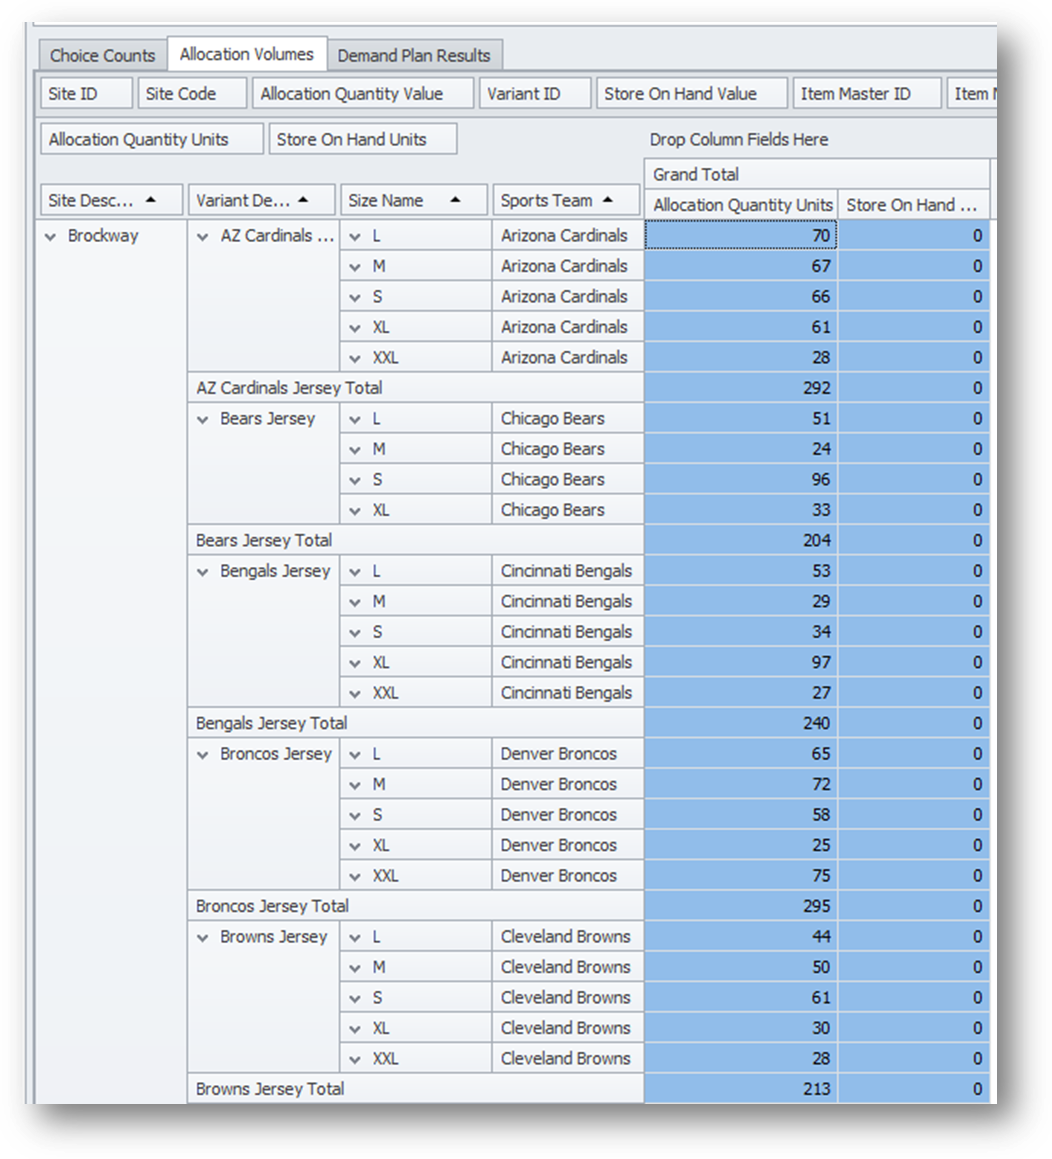 Choice Counts Allocation Volumes Demand Plan Results
Site ID Site Code Allocation Quantity Value Variant ID Store On Hand Value Item Master ID Item
Allocation Quantity Units Store On Hand Units Drop Column Fields Here
Grand Total
Site Desc... Variant De... Size Name Sports Team Allocation Quantity Units Store On Hand ...
Brockway AZ Cardinals ... L Arizona Cardinals 70 0
M Arizona Cardinals 67 0
S Arizona Cardinals 66 0
XL Arizona Cardinals 61 0
XXL Arizona Cardinals 28 0
AZ Cardinals Jersey Total 292 0
Bears Jersey L Chicago Bears 51 0
M Chicago Bears 24 0
S Chicago Bears 96 0
XL Chicago Bears 33 0
Bears Jersey Total 204 0
Bengals Jersey L Cincinnati Bengals 53 0
M Cincinnati Bengals 29 0
S Cincinnati Bengals 34 0
XL Cincinnati Bengals 97 0
XXL Cincinnati Bengals 27 0
Bengals Jersey Total 240 0
Broncos Jersey L Denver Broncos 65 0
M Denver Broncos 72 0
S Denver Broncos 58 0
XL Denver Broncos 25 0
XXL Denver Broncos 75 0
Broncos Jersey Total 295 0
Browns Jersey L Cleveland Browns 44 0
M Cleveland Browns 50 0
S Cleveland Browns 61 0
XL Cleveland Browns 30 0
XXL Cleveland Browns 28 0
Browns Jersey Total 213 0